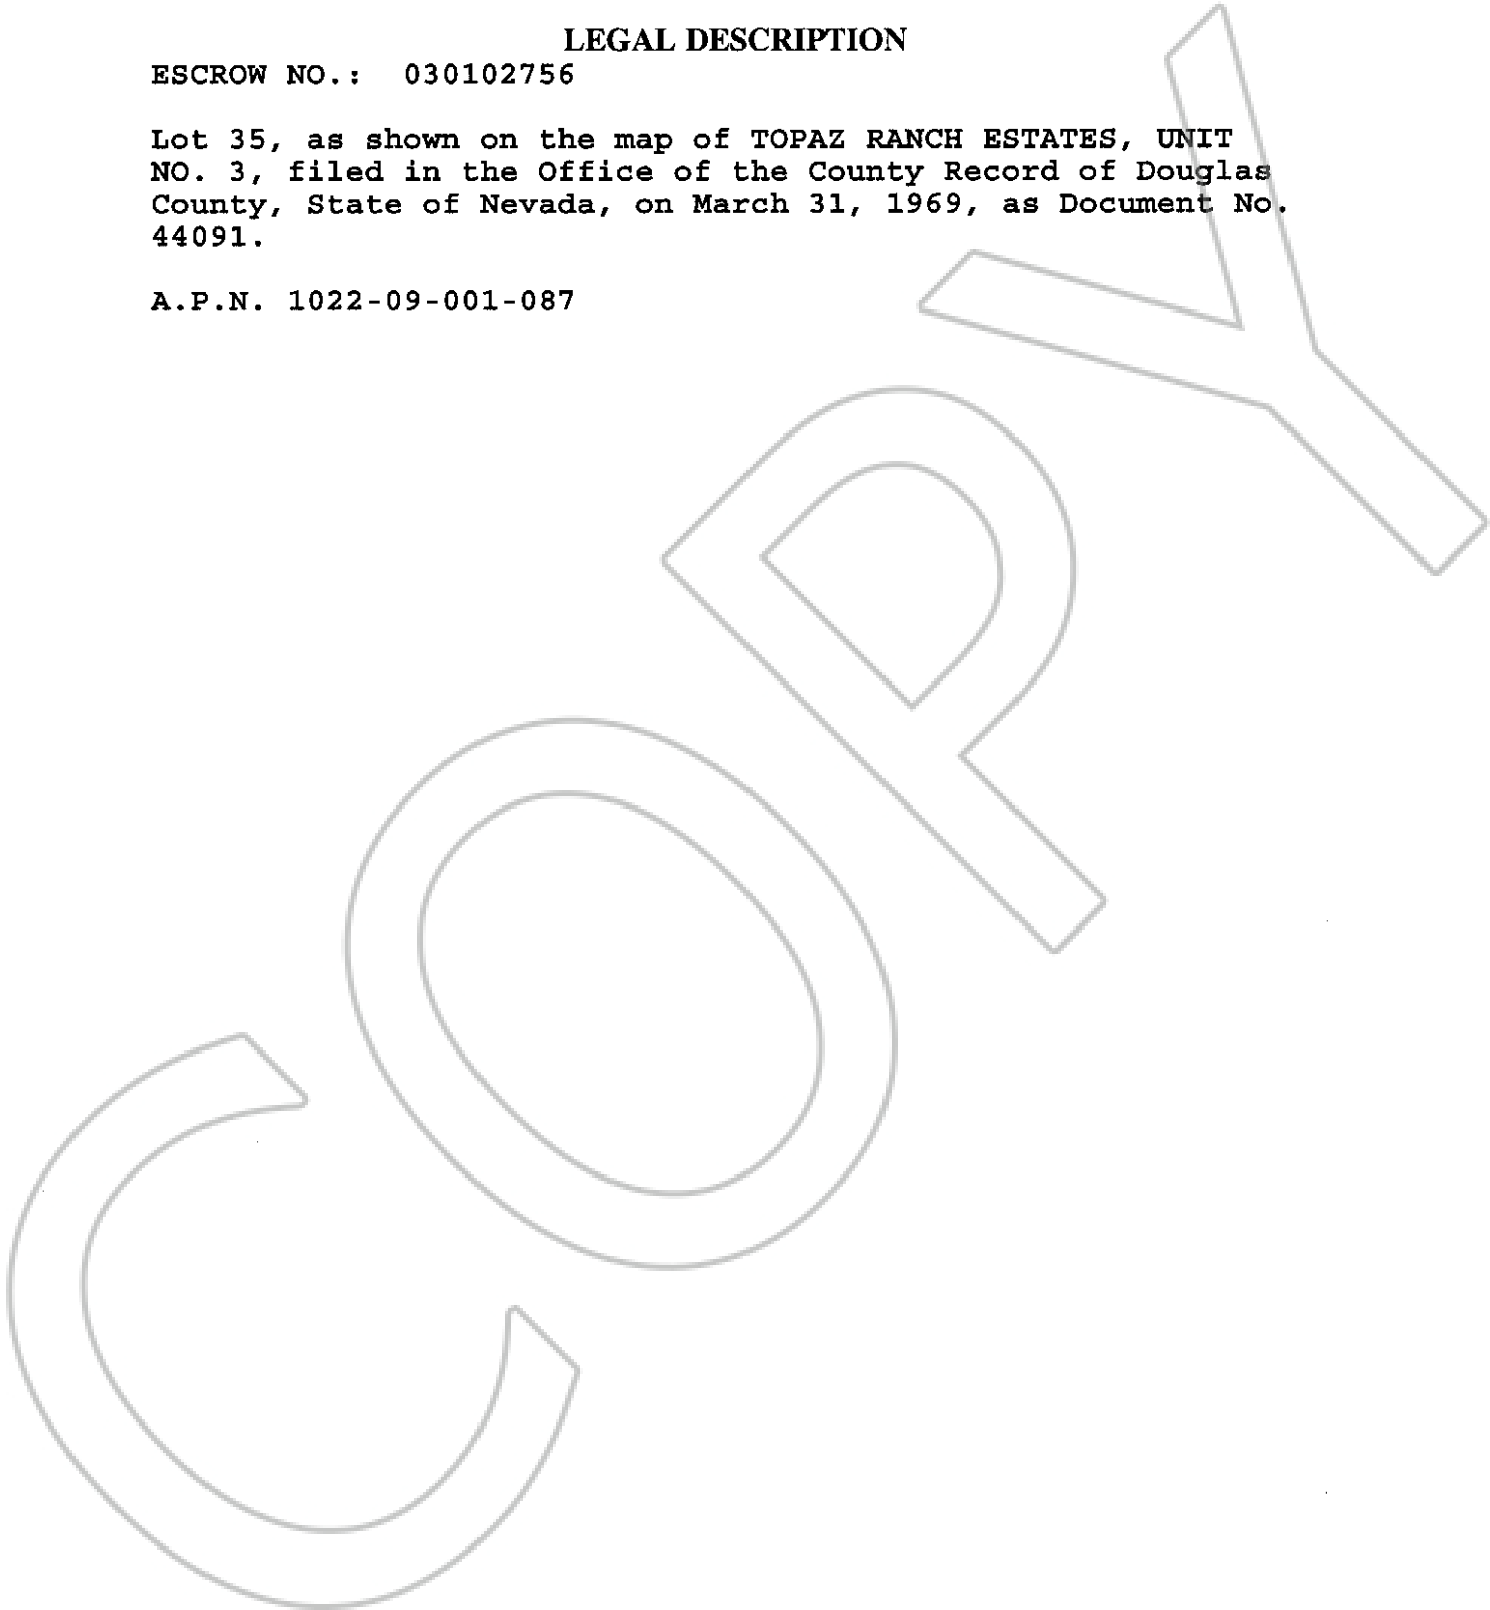 LEGAL DESCRIPTION
ESCROW NO.: 030102756
Lot 35, as shown on the map of TOPAZ RANCH ESTATES, UNIT
NO. 3, filed in the Office of the County Record of Douglas
County, State of Nevada, on March 31, 1969, as Document No.
44091.
A.P.N. 1022-09-001-087
COPY